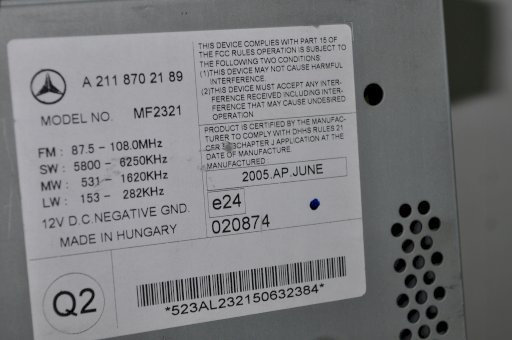 A 211 870 21 89
MODEL NO. MF2321
FM : 87.5 - 108.0MHz
SW : 5800 - 6250KHz
MW : 531 - 1620KHz
LW : 153 - 282KHz
12V D.C.NEGATIVE GND.
MADE IN HUNGARY
THIS DEVICE COMPLIES WITH PART 15 OF
THE FCC RULES OPERATION IS SUBJECT TO
THE FOLLOWING TWO CONDITIONS:
(1)THIS DEVICE MAY NOT CAUSE HARMFUL
INTERFERENCE.
(2)THIS DEVICE MUST ACCEPT ANY INTER-
FERENCE RECEIVED INCLUDING INTER-
FERENCE THAT MAY CAUSE UNDESIRED
OPERATION
PRODUCT IS CERTIFIED BY THE MANUFAC-
TURER TO COMPLY WITH DHHS RULES 21
CFR SUBCHAPTER J APPLICATION AT THE
DATE OF MANUFACTURE.
MANUFACTURED
2005.AP.JUNE
e24
020874
Q2
*523AL232150632384*